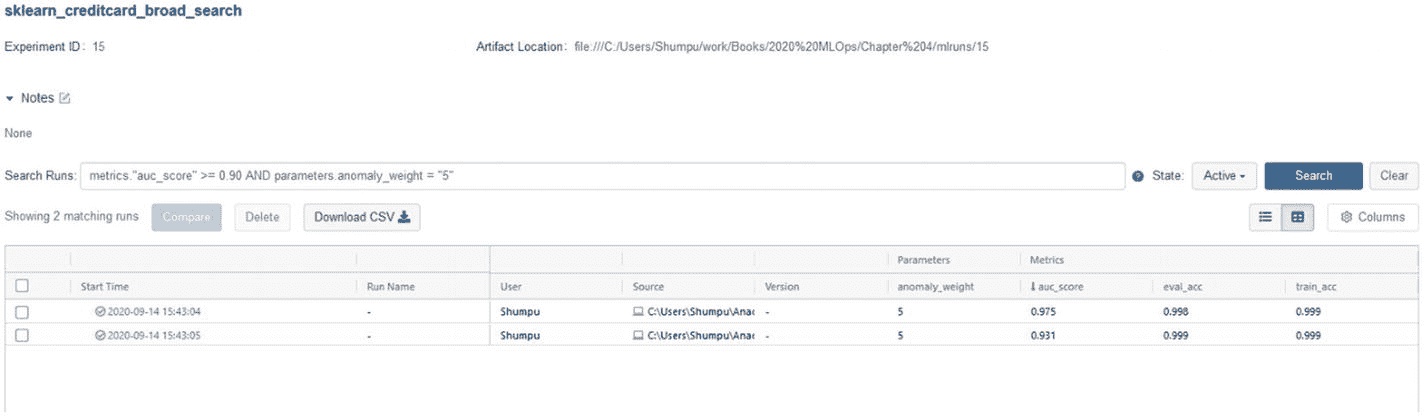 sklearn_creditcard_broad_search
Experiment ID: 15 Artifact Location: file:///C:/Users/Shumpu/work/Books/2020%20MLOps/Chapter%204/mlruns/15
Notes
None
Search Runs: metrics."auc_score" >= 0.90 AND parameters.anomaly_weight = "5" ? State: Active Search Clear
Showing 2 matching runs Compare Delete Download CSV Columns
Parameters Metrics
Start Time Run Name User Source Version anomaly_weight ↓ auc_score eval_acc train_acc
2020-09-14 15:43:04 - Shumpu C:\Users\Shumpu\Anac - 5 0.975 0.998 0.999
2020-09-14 15:43:05 - Shumpu C:\Users\Shumpu\Anac - 5 0.931 0.999 0.999